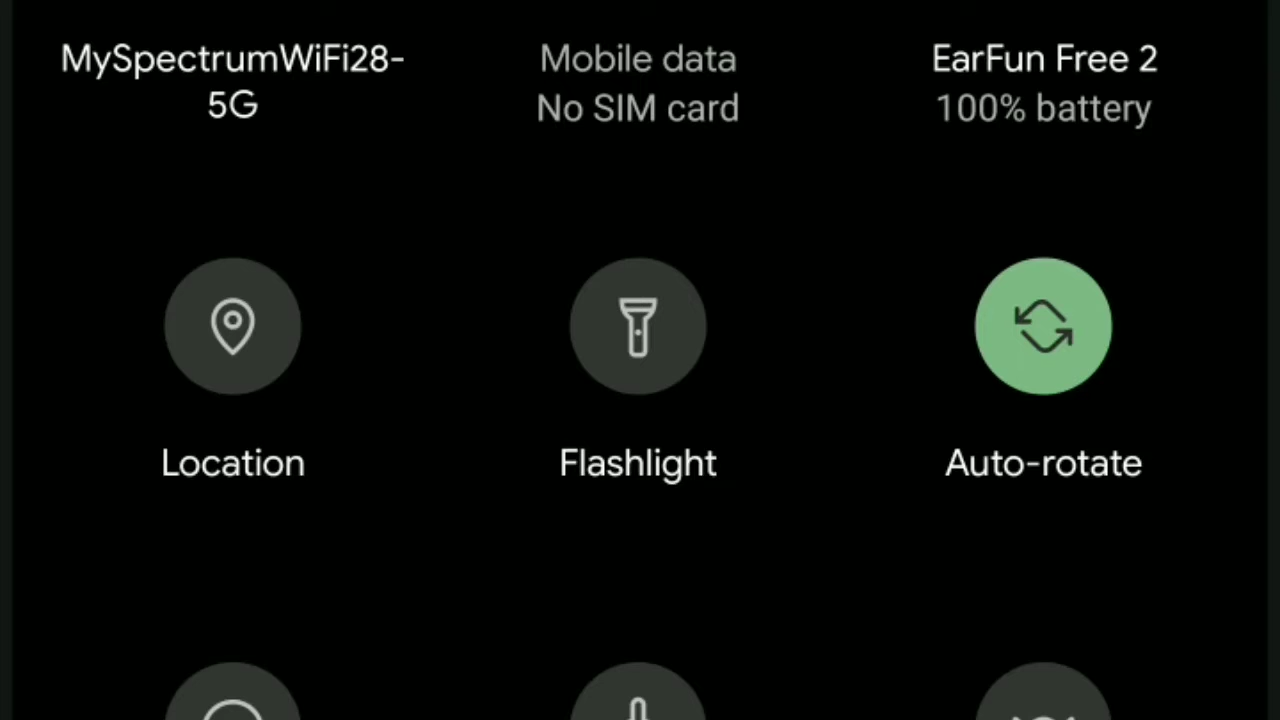 MySpectrumWiFi28-
5G
Mobile data
No SIM card
EarFun Free 2
100% battery
Location
Flashlight
Auto-rotate